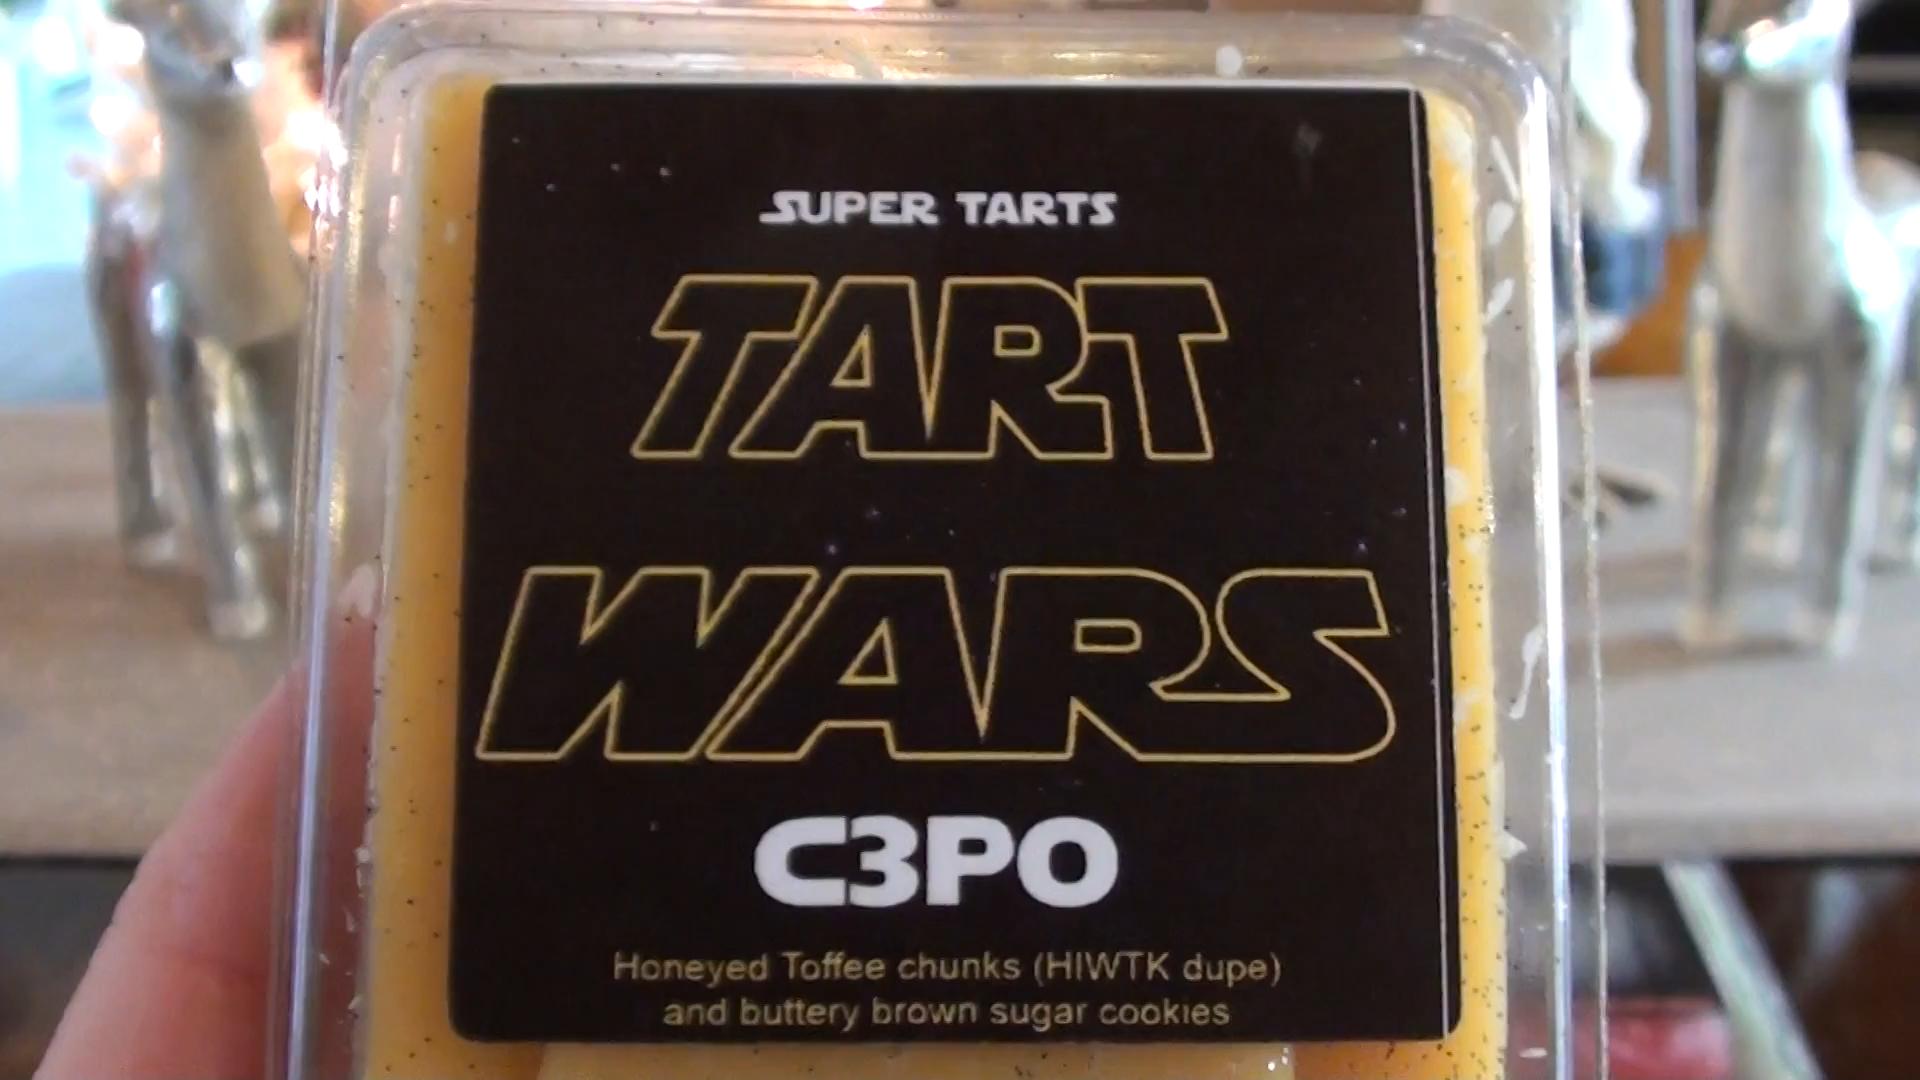 SUPER TARTS
TART
WARS
C3PO
Honeyed Toffee chunks (HIWTK dupe)
and buttery brown sugar cookies